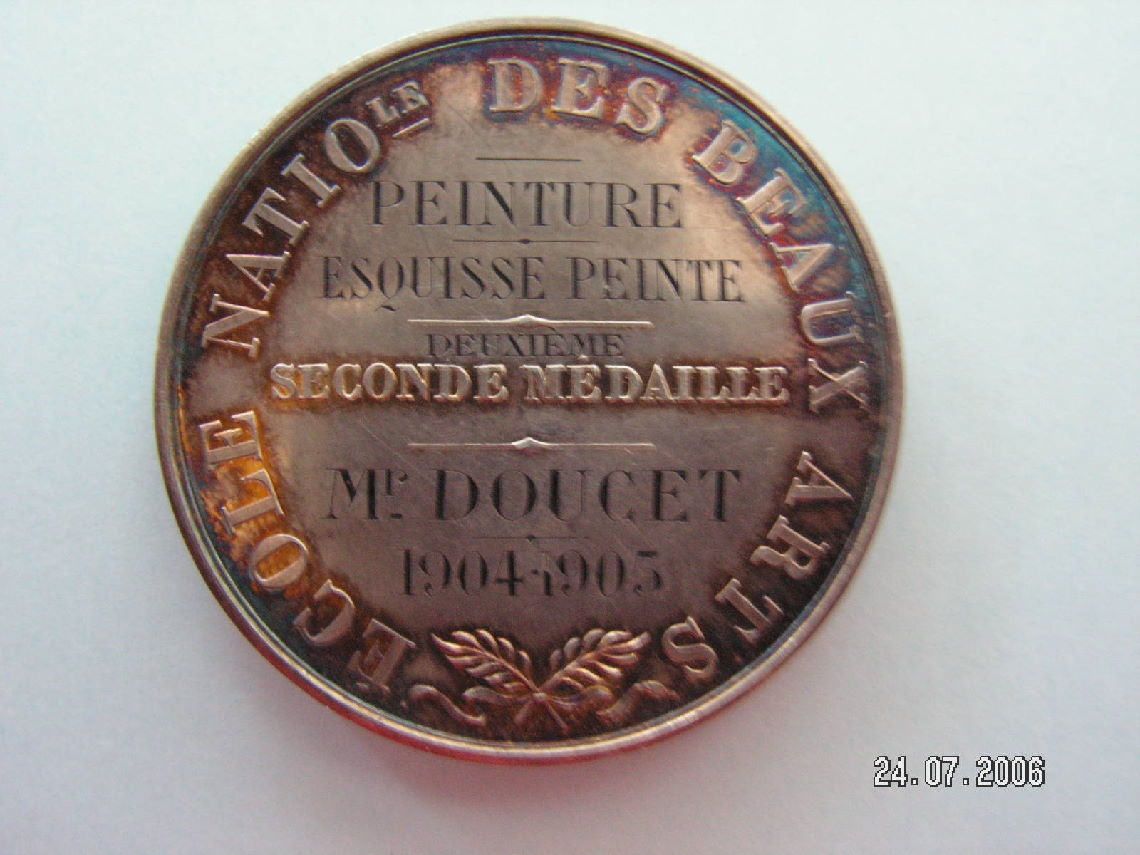 ECOLE NATIOLE DES BEAUX ARTS
PEINTURE
ESQUISSE PEINTE
DEUXIÈME
SECONDE MÉDAILLE
Mr. DOUCET
1904-1905
24.07.2006